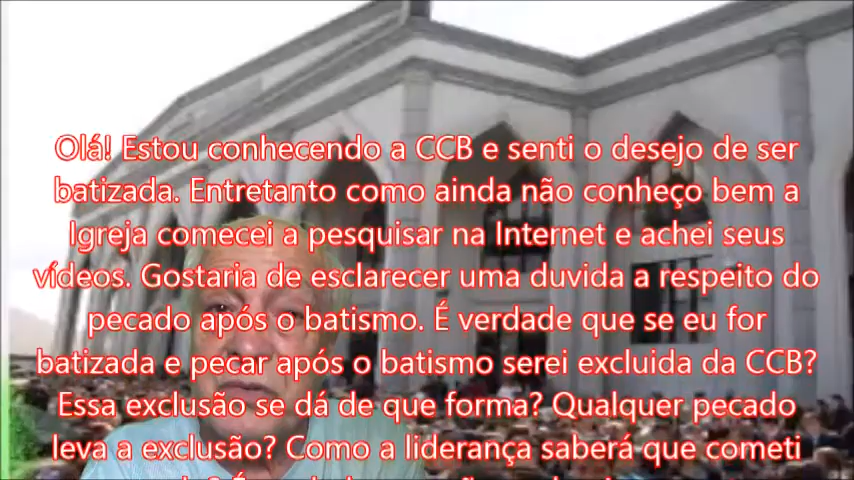 Olá! Estou conhecendo a CCB e senti o desejo de ser
batizada. Entretanto como ainda não conheço bem a
Igreja comecei a pesquisar na Internet e achei seus
vídeos. Gostaria de esclarecer uma duvida a respeito do
pecado após o batismo. É verdade que se eu for
batizada e pecar após o batismo serei excluida da CCB?
Essa exclusão se dá de que forma? Qualquer pecado
leva a exclusão? Como a liderança saberá que cometi